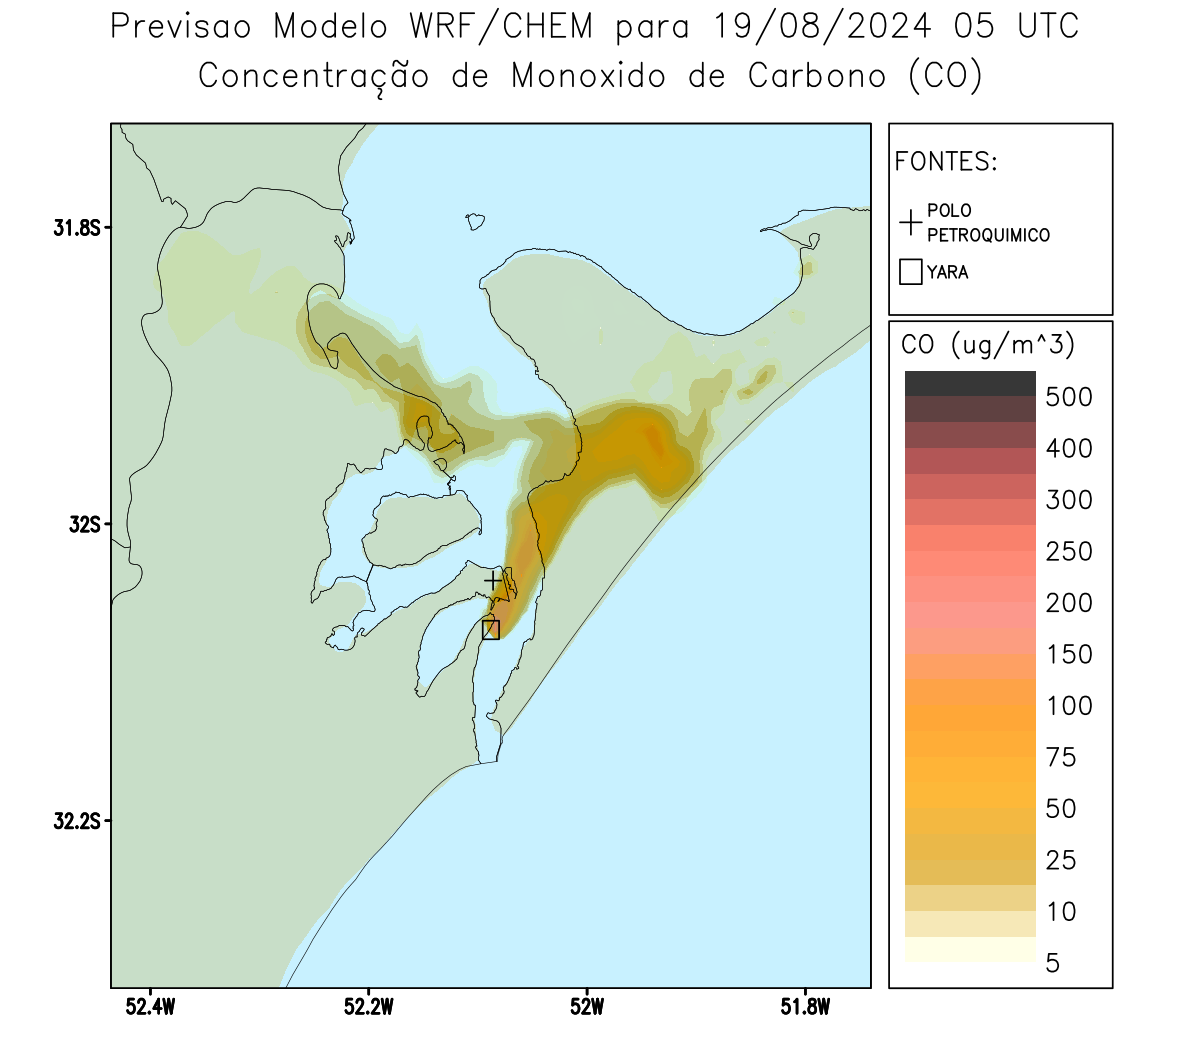 Previsao Modelo WRF/CHEM para 19/08/2024 05 UTC
Concentração de Monoxido de Carbono (CO)
FONTES:
POLO
PETROQUIMICO
YARA
CO (ug/m^3)
500
400
300
250
200
150
100
75
50
25
10
5
31.8S
32S
32.2S
52.4W
52.2W
52W
51.8W